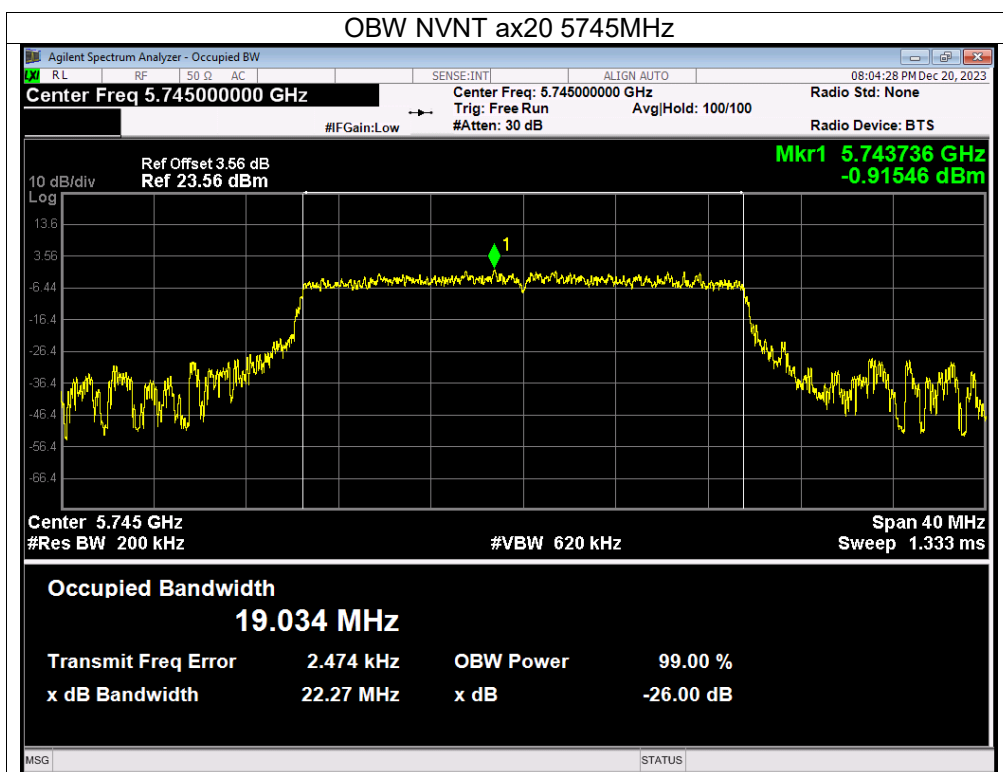 OBW NVNT ax20 5745MHz
Agilent Spectrum Analyzer - Occupied BW
LXI RL RF 50 Ω AC SENSE:INT ALIGN AUTO 08:04:28 PM Dec 20, 2023
Center Freq 5.745000000 GHz Center Freq: 5.745000000 GHz Radio Std: None
Trig: Free Run Avg|Hold: 100/100
#IFGain:Low #Atten: 30 dB Radio Device: BTS
Mkr1 5.743736 GHz
-0.91546 dBm
Ref Offset 3.56 dB
10 dB/div Ref 23.56 dBm
Log
13.6
3.56
1
-6.44
-16.4
-26.4
-36.4
-46.4
-56.4
-66.4
Center 5.745 GHz Span 40 MHz
#Res BW 200 kHz #VBW 620 kHz Sweep 1.333 ms
Occupied Bandwidth
19.034 MHz
Transmit Freq Error 2.474 kHz OBW Power 99.00 %
x dB Bandwidth 22.27 MHz x dB -26.00 dB
MSG STATUS